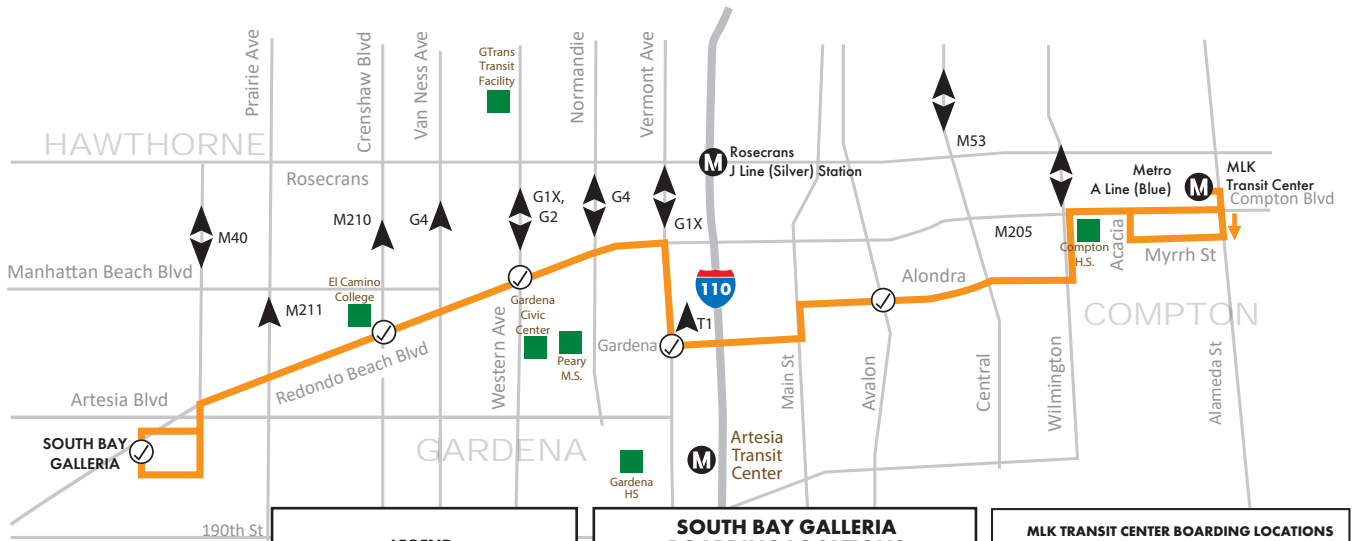 Prairie Ave
Crenshaw Blvd
Van Ness Ave
GTrans
Transit
Facility
Normandie
Vermont Ave
HAWTHORNE
Rosecrans
M
Rosecrans
J Line (Silver) Station
M53
Metro
A Line (Blue)
M
MLK
Transit Center
Compton Blvd
M40
M210
G4
G1X,
G2
G4
G1X
M205
Compton
H.S.
Acacia
Myrrh St
Manhattan Beach Blvd
El Camino
College
M211
Gardena
Civic
Center
110
Alondra
COMPTON
T1
Gardena
Peary
M.S.
Redondo Beach Blvd
Western Ave
Main St
Avalon
Central
Wilmington
Alameda St
Artesia Blvd
SOUTH BAY
GALLERIA
GARDENA
Gardena
HS
M
Artesia
Transit
Center
190th St
SOUTH BAY GALLERIA
MLK TRANSIT CENTER BOARDING LOCATIONS
LEGEND
BOARDING LOCATIONS